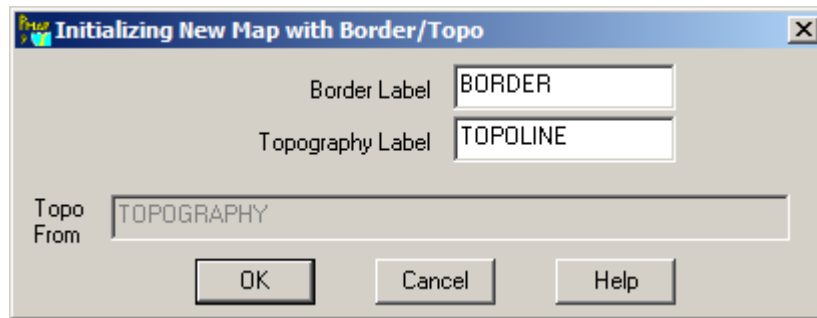 Initializing New Map with Border/Topo
Border Label BORDER
Topography Label TOPOLINE
Topo From TOPOGRAPHY
OK Cancel Help